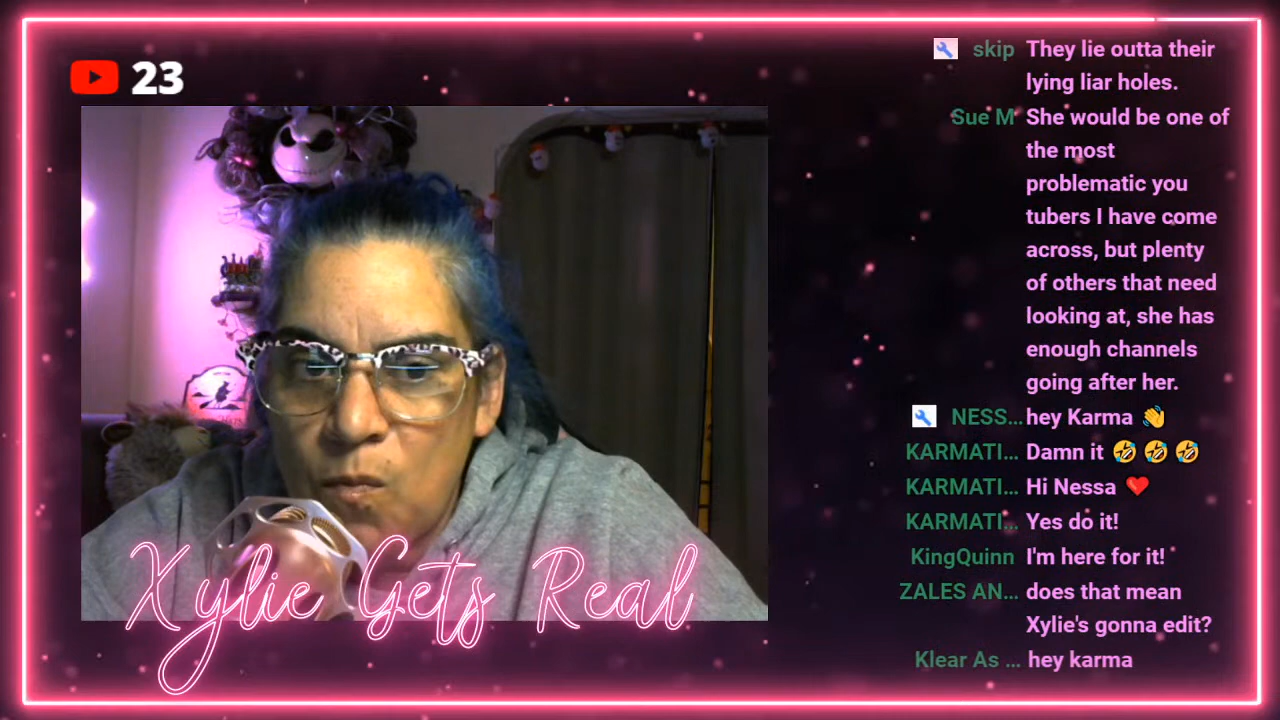 23
Xylie Gets Real
skip They lie outta their
lying liar holes.
Sue M She would be one of
the most
problematic you
tubers I have come
across, but plenty
of others that need
looking at, she has
enough channels
going after her.
NESS... hey Karma 👋
KARMATI... Damn it 🤣 🤣 🤣
KARMATI... Hi Nessa ❤️
KARMATI... Yes do it!
KingQuinn I'm here for it!
ZALES AN... does that mean
Xylie's gonna edit?
Klear As ... hey karma